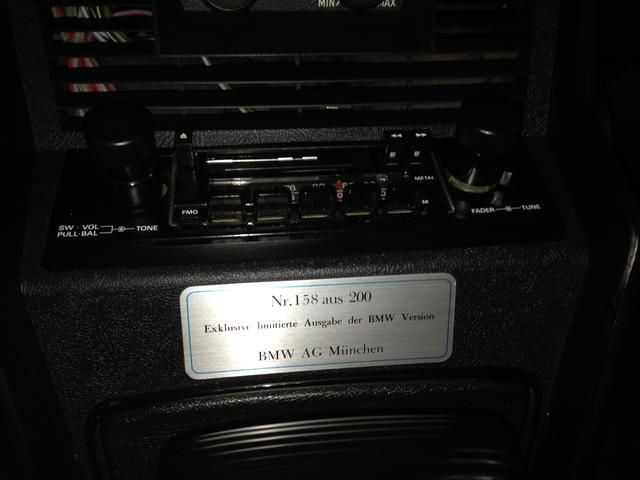 MIN MAX
METAL
FMO
M
SW · VOL TONE
PULL·BAL
FADER TUNE
Nr.158 aus 200
Exklusive limitierte Ausgabe der BMW Version
BMW AG München